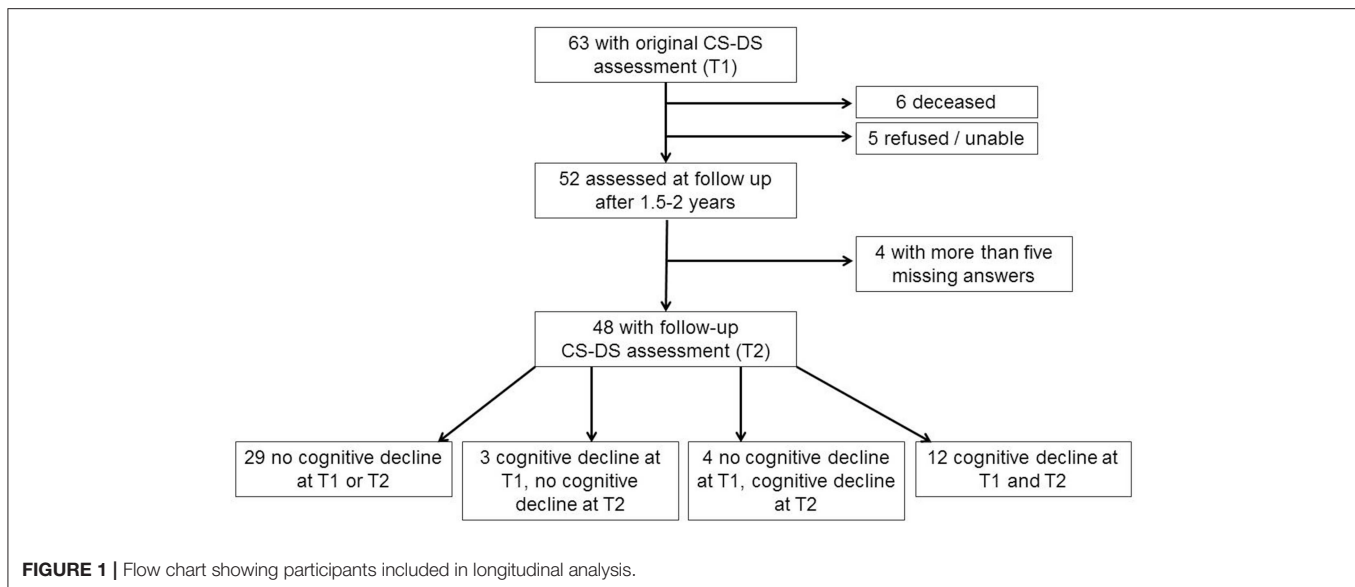 63 with original CS-DS
assessment (T1)
6 deceased
5 refused / unable
52 assessed at follow up
after 1.5-2 years
4 with more than five
missing answers
48 with follow-up
CS-DS assessment (T2)
29 no cognitive decline
at T1 or T2
3 cognitive decline at
T1, no cognitive
decline at T2
4 no cognitive decline
at T1, cognitive decline
at T2
12 cognitive decline at
T1 and T2
FIGURE 1 | Flow chart showing participants included in longitudinal analysis.